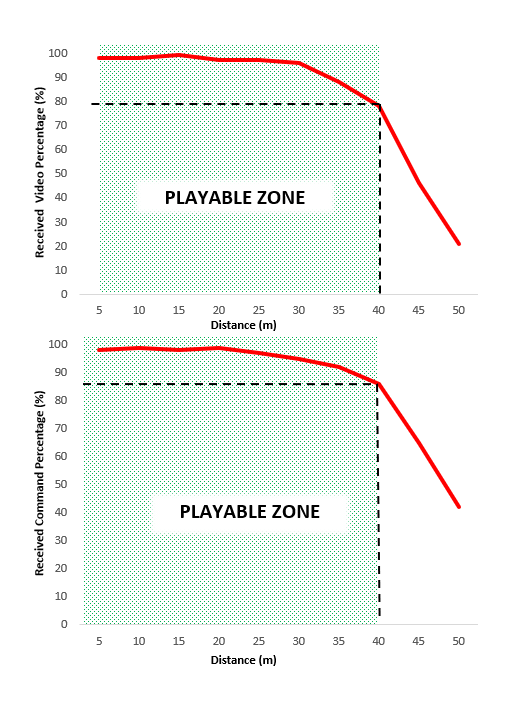 Received Video Percentage (%)
100
90
80
70
60
50
40
30
20
10
0
PLAYABLE ZONE
5 10 15 20 25 30 35 40 45 50
Distance (m)
Received Command Percentage (%)
100
90
80
70
60
50
40
30
20
10
0
PLAYABLE ZONE
5 10 15 20 25 30 35 40 45 50
Distance (m)